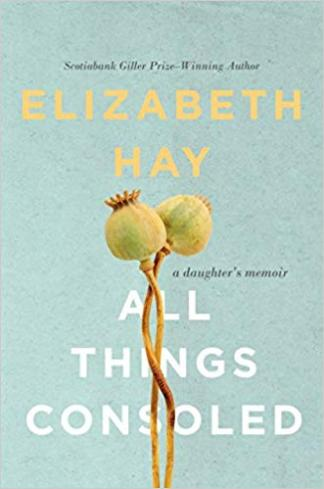 Scotiabank Giller Prize–Winning Author
ELIZABETH
HAY
a daughter's memoir
ALL
THINGS
CONSOLED